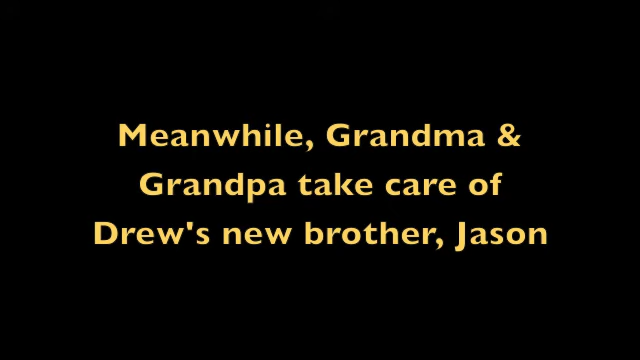 Meanwhile, Grandma &
Grandpa take care of
Drew's new brother, Jason